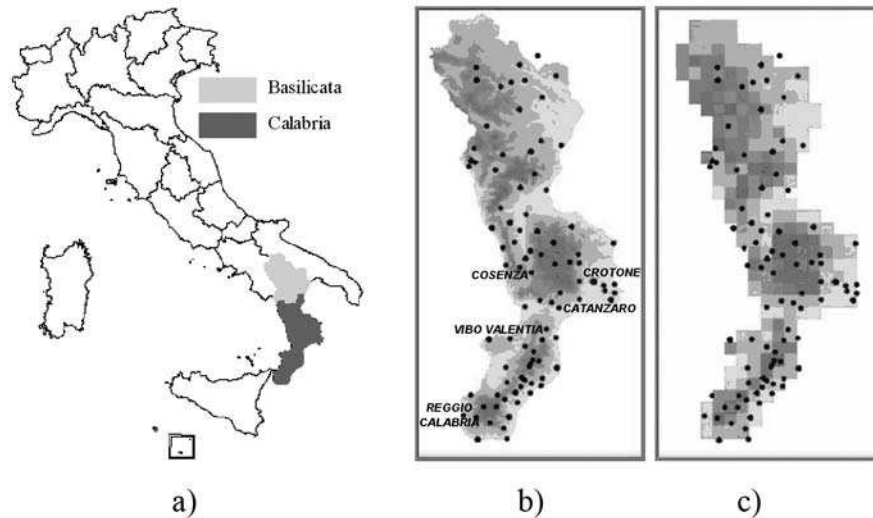 Basilicata
Calabria
COSENZA
CROTONE
CATANZARO
VIBO VALENTIA
REGGIO
CALABRIA
a)
b)
c)